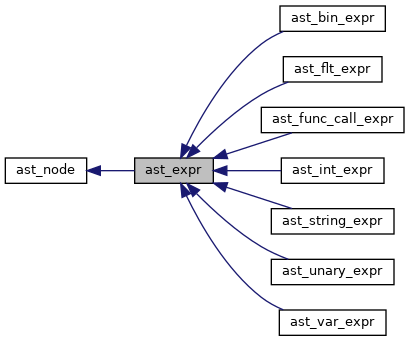 ast_bin_expr
ast_flt_expr
ast_func_call_expr
ast_node
ast_expr
ast_int_expr
ast_string_expr
ast_unary_expr
ast_var_expr